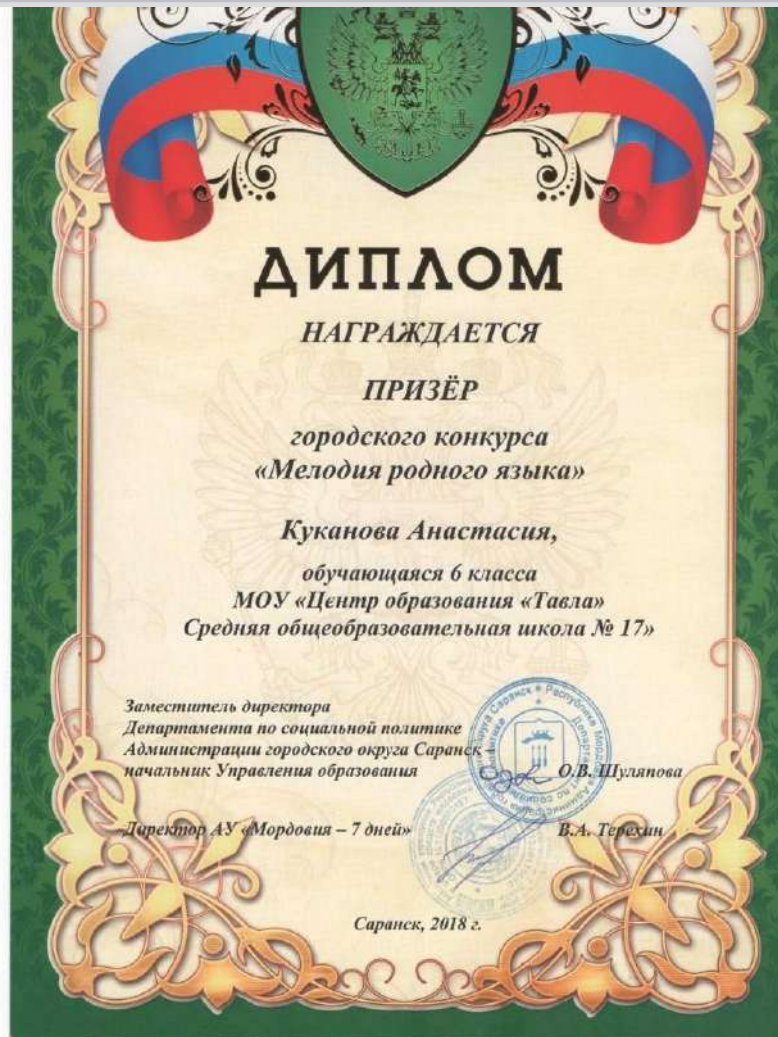 ДИПЛОМ
НАГРАЖДАЕТСЯ
ПРИЗЁР
городского конкурса
«Мелодия родного языка»
Куканова Анастасия,
обучающаяся 6 класса
МОУ «Центр образования «Тавла»
Средняя общеобразовательная школа № 17»
Заместитель директора
Департамента по социальной политике
Администрации городского округа Саранск –
начальник Управления образования О.В. Шуляпова
Директор АУ «Мордовия – 7 дней» В.А. Терехин
Саранск, 2018 г.